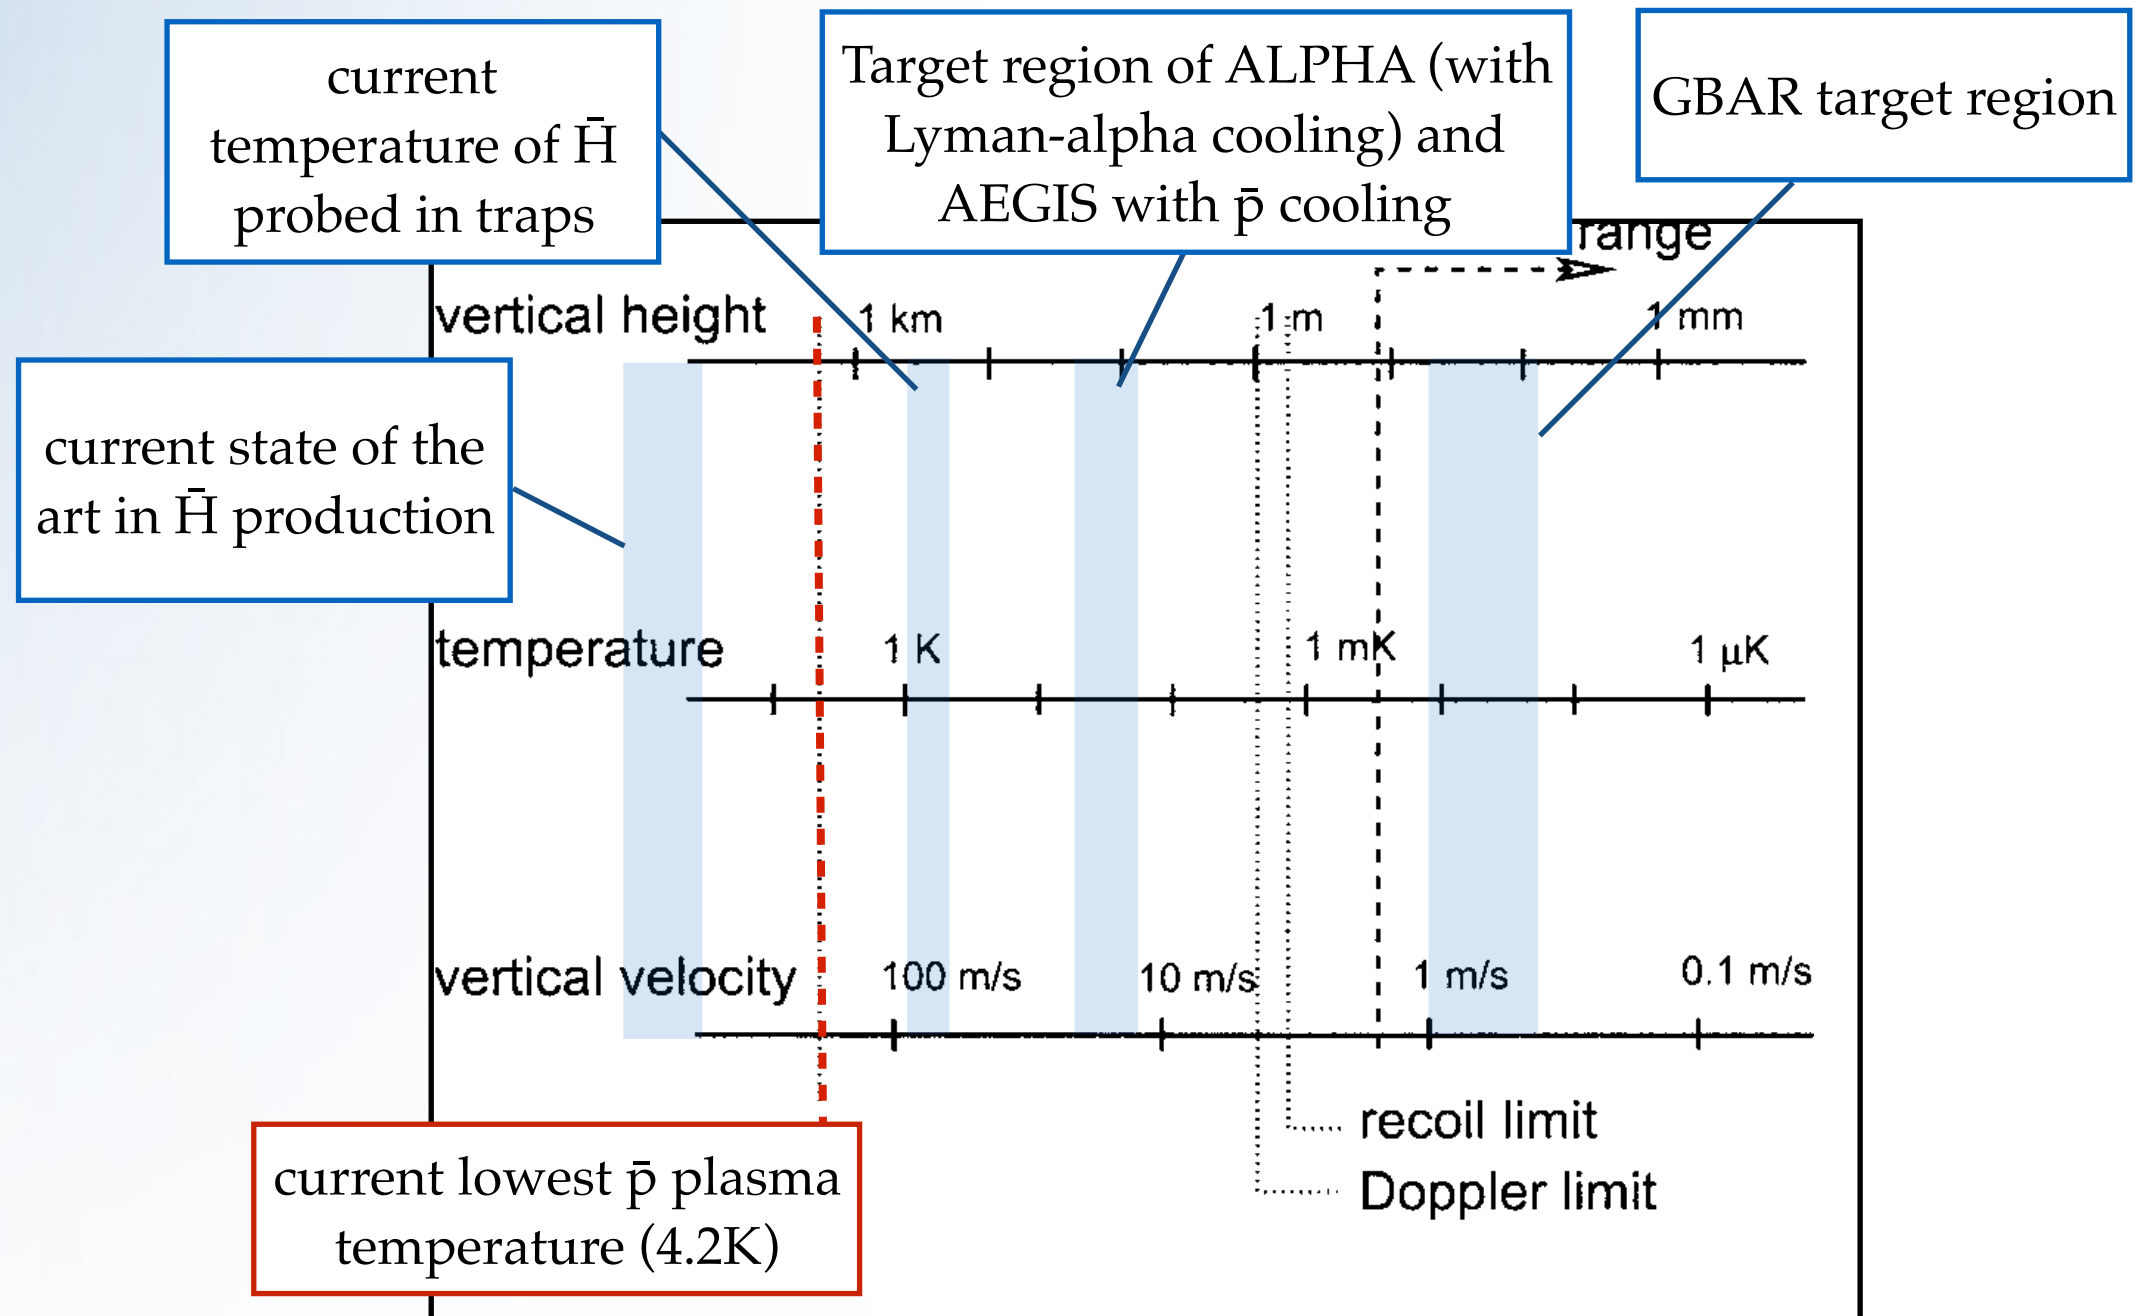 current
temperature of H̄
probed in traps
Target region of ALPHA (with
Lyman-alpha cooling) and
AEGIS with p̄ cooling
GBAR target region
range
vertical height
1 km
1 m
1 mm
current state of the
art in H̄ production
temperature
1 K
1 mK
1 µK
vertical velocity
100 m/s
10 m/s
1 m/s
0.1 m/s
recoil limit
Doppler limit
current lowest p̄ plasma
temperature (4.2K)